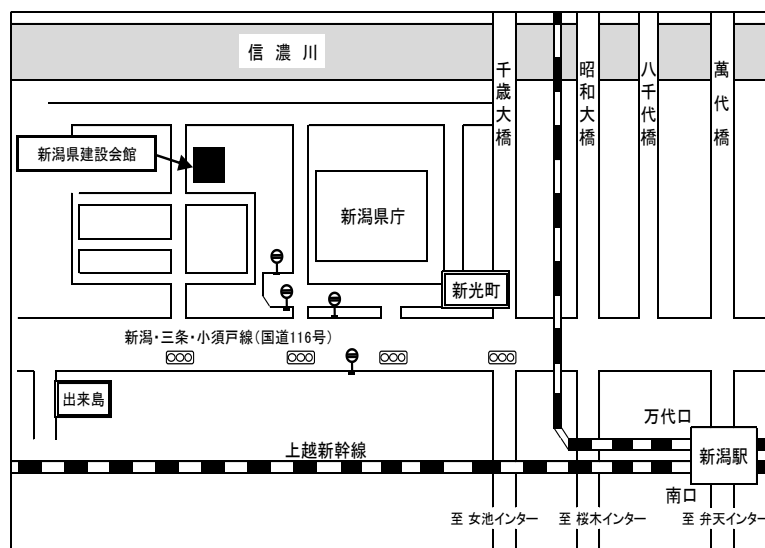 信濃川
千歳大橋
昭和大橋
八千代橋
萬代橋
新潟県建設会館
新潟県庁
新光町
新潟・三条・小須戸線(国道116号)
出来島
万代口
上越新幹線
新潟駅
南口
至 女池インター
至 桜木インター
至 弁天インター